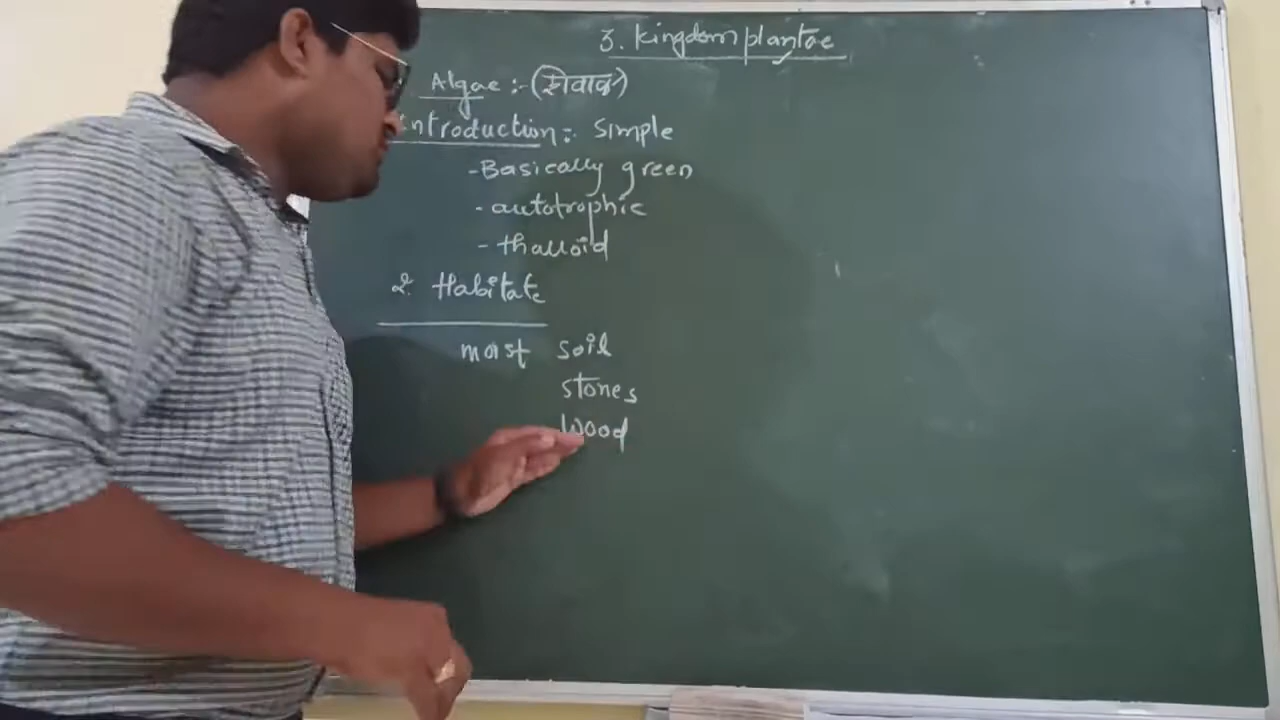 3. Kingdom plantae
Algae :- (शेवाळ)
introduction :- Simple
- Basically green
- autotrophic
- thalloid
2. Habitate
moist soil
stones
wood